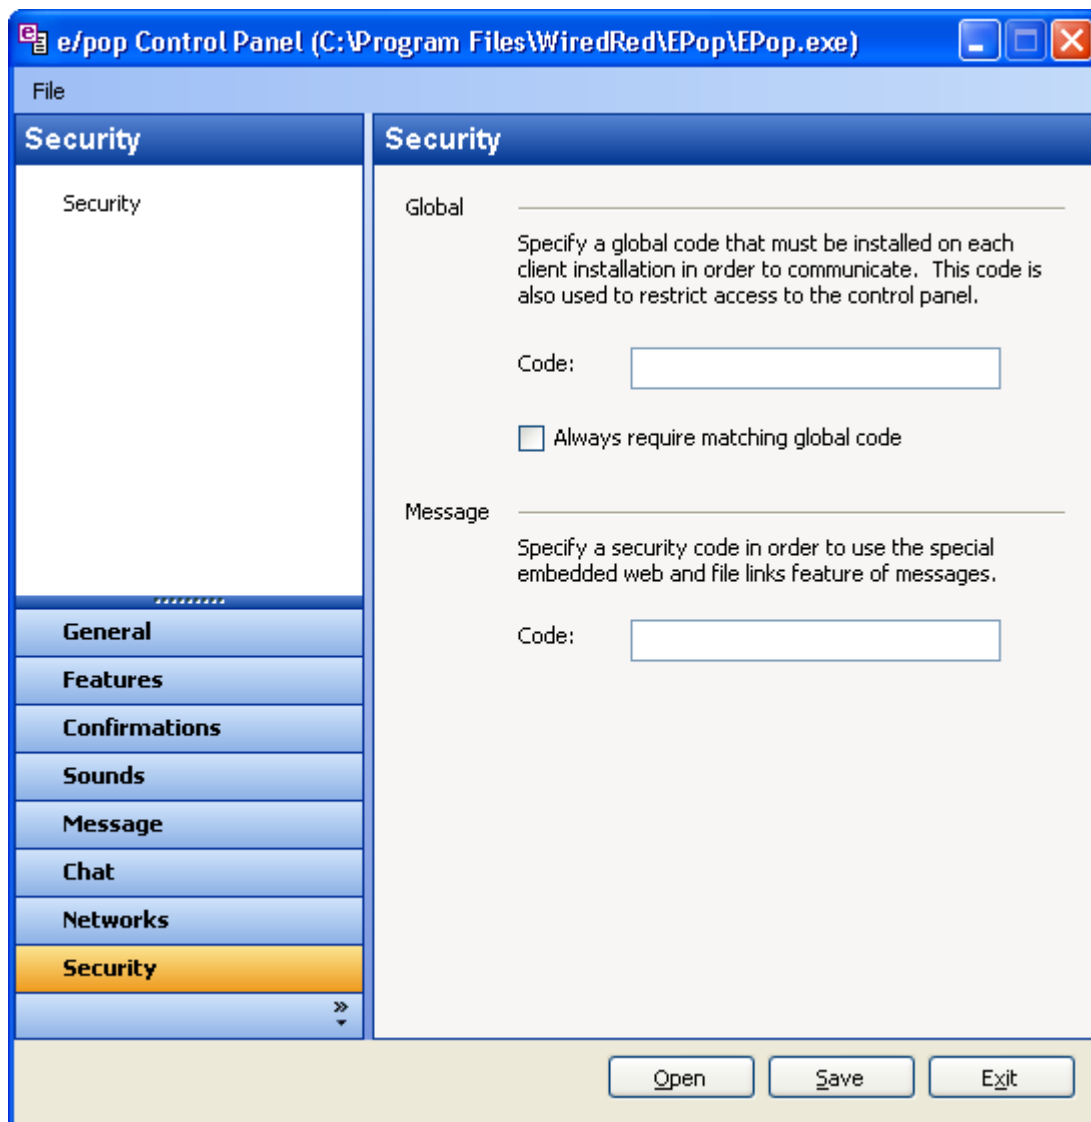 e/pop Control Panel (C:\Program Files\WiredRed\EPop\EPop.exe)
File
Security
Security
General
Features
Confirmations
Sounds
Message
Chat
Networks
Security
Security
Global
Specify a global code that must be installed on each
client installation in order to communicate.  This code is
also used to restrict access to the control panel.
Code:
Always require matching global code
Message
Specify a security code in order to use the special
embedded web and file links feature of messages.
Code:
Open
Save
Exit